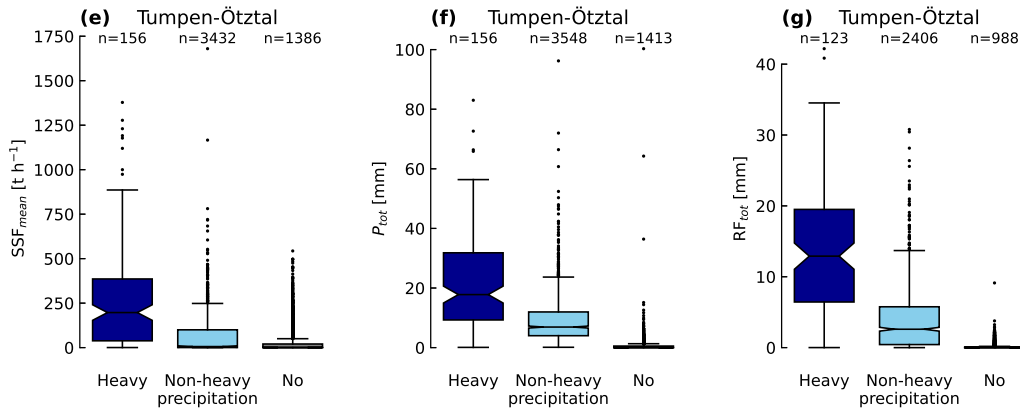 (e) Tumpen-Ötztal
n=156 n=3432 n=1386
SSF_mean [t h⁻¹]
1750
1500
1250
1000
750
500
250
0
Heavy Non-heavy No
precipitation
(f) Tumpen-Ötztal
n=156 n=3548 n=1413
P_tot [mm]
100
80
60
40
20
0
Heavy Non-heavy No
precipitation
(g) Tumpen-Ötztal
n=123 n=2406 n=988
RF_tot [mm]
40
30
20
10
0
Heavy Non-heavy No
precipitation